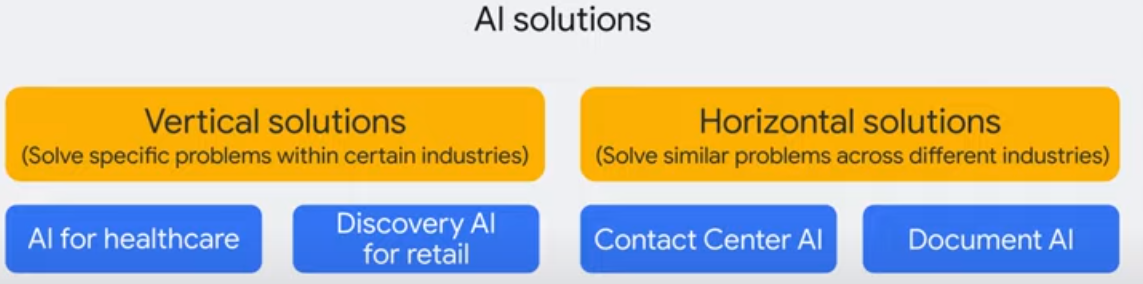 AI solutions
Vertical solutions
(Solve specific problems within certain industries)
Horizontal solutions
(Solve similar problems across different industries)
AI for healthcare
Discovery AI
for retail
Contact Center AI
Document AI